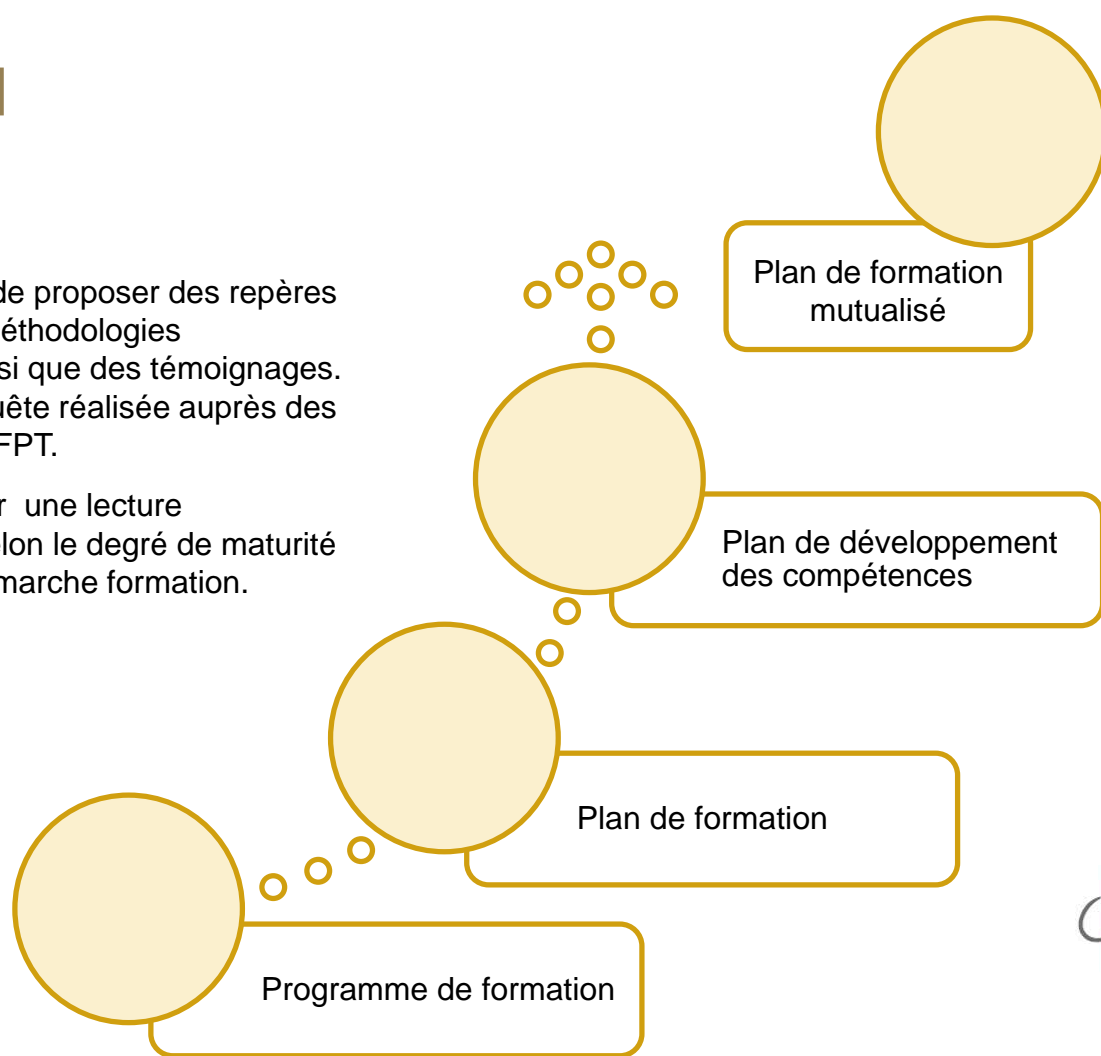 de proposer des repères
éthodologies
si que des témoignages.
uête réalisée auprès des
FPT.
r une lecture
elon le degré de maturité
marche formation.
Plan de formation
mutualisé
Plan de développement
des compétences
Plan de formation
Programme de formation